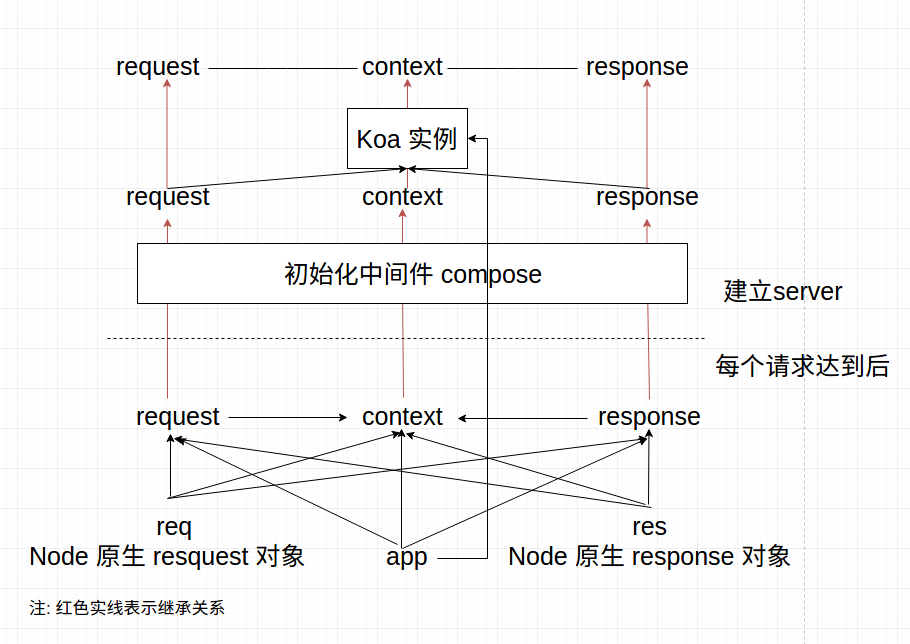 request context response
Koa 实例
request context response
初始化中间件 compose
建立server
每个请求达到后
request context response
req res
Node 原生 resquest 对象 app Node 原生 response 对象
注: 红色实线表示继承关系